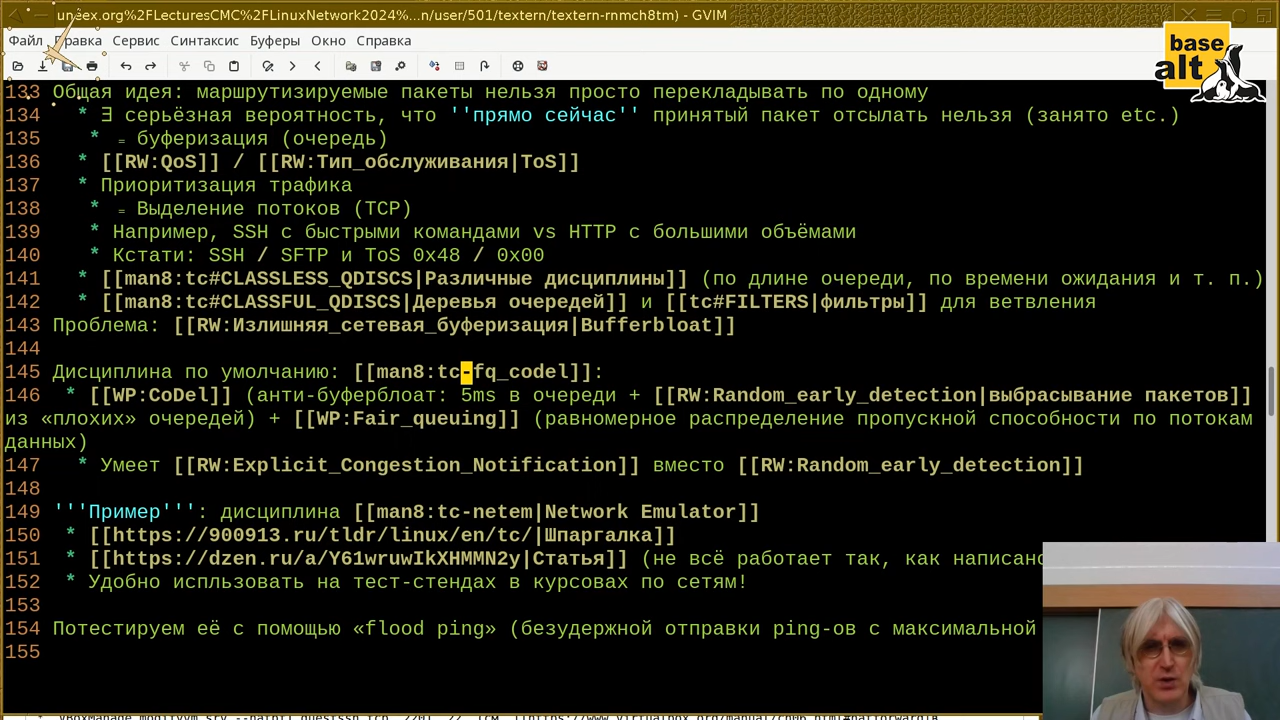 uneex.org%2FLecturesCMC%2FLinuxNetwork2024%...n/user/501/textern/textern-rnmch8tm) - GVIM
Файл Правка Сервис Синтаксис Буферы Окно Справка
base
alt
133 Общая идея: маршрутизируемые пакеты нельзя просто перекладывать по одному
134   * ∃ серьёзная вероятность, что ''прямо сейчас'' принятый пакет отсылать нельзя (занято etc.)
135    * = буферизация (очередь)
136   * [[RW:QoS]] / [[RW:Тип_обслуживания|ToS]]
137   * Приоритизация трафика
138    * = Выделение потоков (TCP)
139    * Например, SSH с быстрыми командами vs HTTP с большими объёмами
140    * Кстати: SSH / SFTP и ToS 0x48 / 0x00
141   * [[man8:tc#CLASSLESS_QDISCS|Различные дисциплины]] (по длине очереди, по времени ожидания и т. п.)
142   * [[man8:tc#CLASSFUL_QDISCS|Деревья очередей]] и [[tc#FILTERS|фильтры]] для ветвления
143 Проблема: [[RW:Излишняя_сетевая_буферизация|Bufferbloat]]
144
145 Дисциплина по умолчанию: [[man8:tc-fq_codel]]:
146  * [[WP:CoDel]] (анти-буферблоат: 5ms в очереди + [[RW:Random_early_detection|выбрасывание пакетов]]
из «плохих» очередей) + [[WP:Fair_queuing]] (равномерное распределение пропускной способности по потокам
данных)
147   * Умеет [[RW:Explicit_Congestion_Notification]] вместо [[RW:Random_early_detection]]
148
149 '''Пример''': дисциплина [[man8:tc-netem|Network Emulator]]
150  * [[https://900913.ru/tldr/linux/en/tc/|Шпаргалка]]
151  * [[https://dzen.ru/a/Y61wruwIkXHMMN2y|Статья]] (не всё работает так, как написано
152  * Удобно испльзовать на тест-стендах в курсовах по сетям!
153
154 Потестируем её с помощью «flood ping» (безудержной отправки ping-ов с максимальной
155